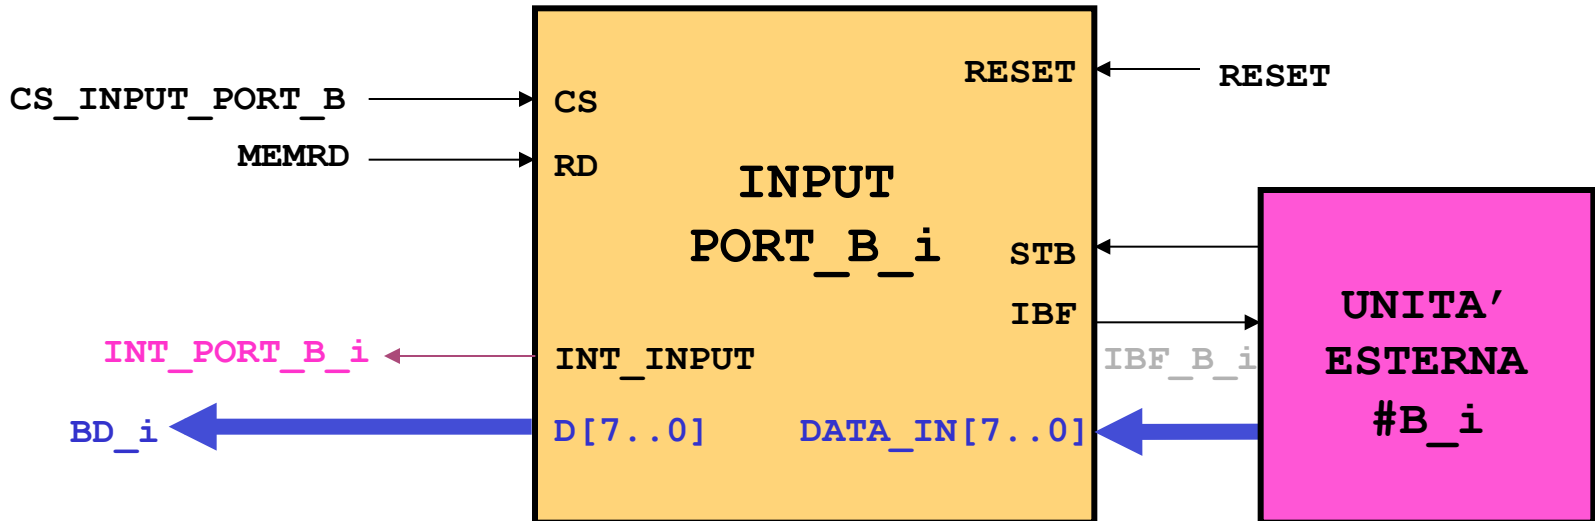 CS_INPUT_PORT_B
MEMRD
INT_PORT_B_i
BD_i
CS
RD
INPUT
PORT_B_i
INT_INPUT
D[7..0]
RESET
STB
IBF
DATA_IN[7..0]
RESET
IBF_B_i
UNITA’
ESTERNA
#B_i